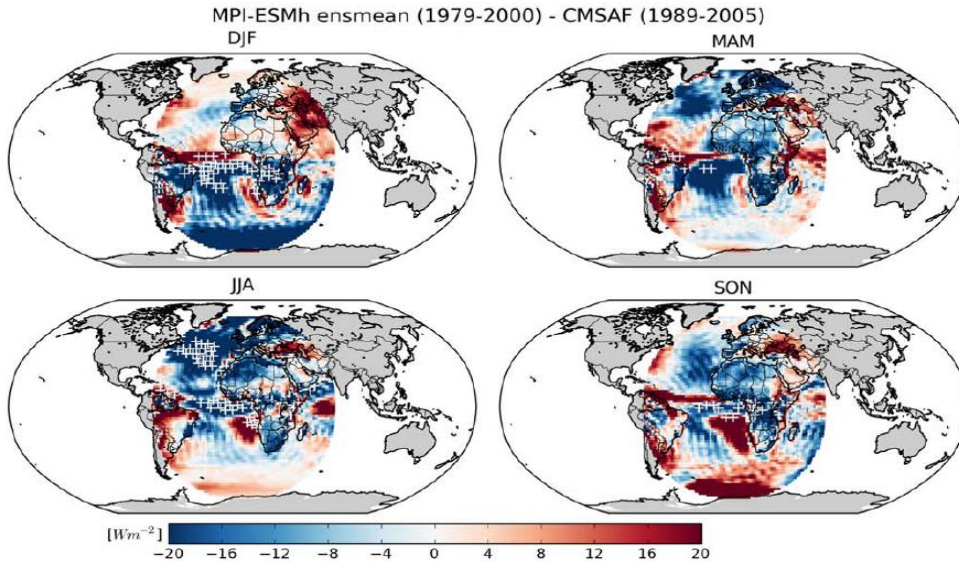 MPI-ESMh ensmean (1979-2000) - CMSAF (1989-2005)
DJF
MAM
JJA
SON
[Wm⁻²]
−20 −16 −12 −8 −4 0 4 8 12 16 20